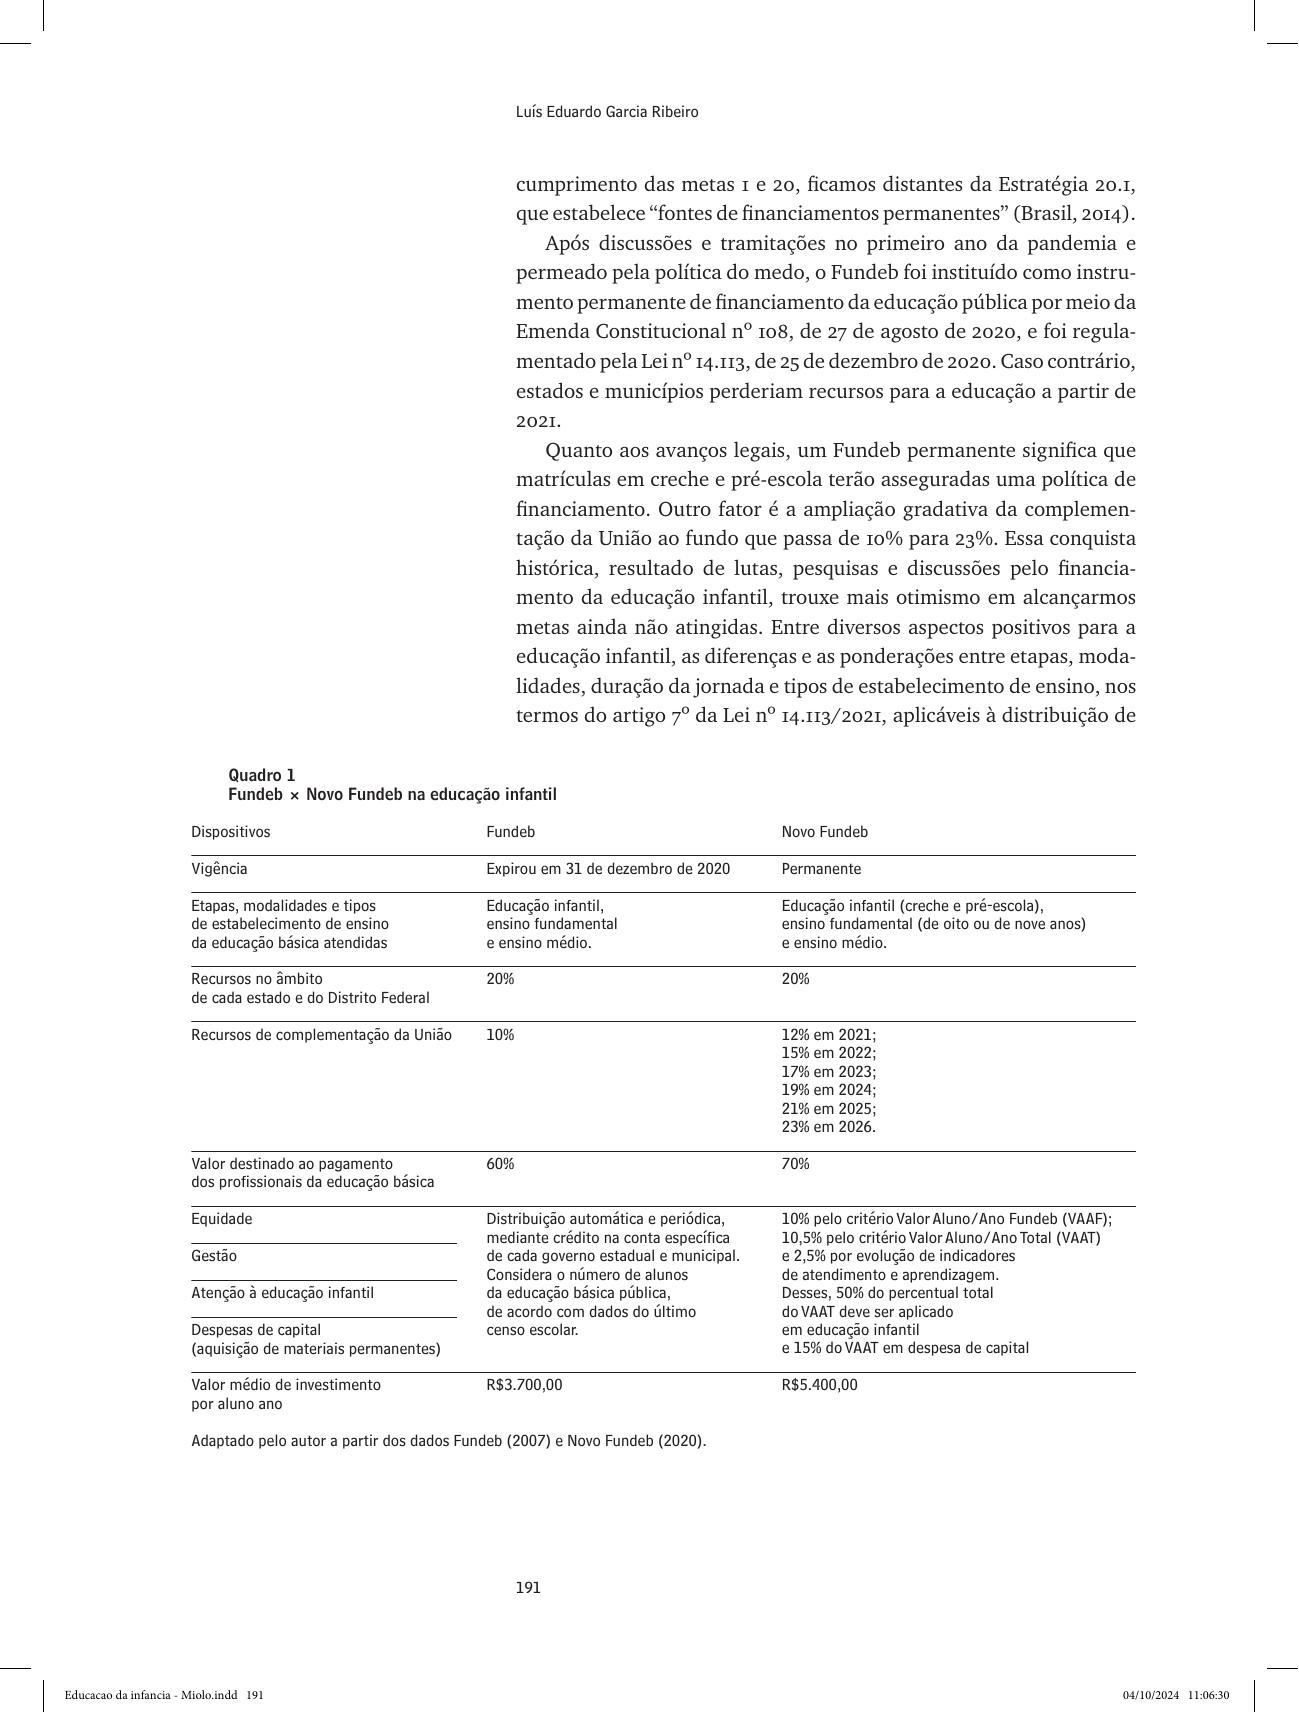 Luís Eduardo Garcia Ribeiro
cumprimento das metas 1 e 20, ficamos distantes da Estratégia 20.1,
que estabelece “fontes de financiamentos permanentes” (Brasil, 2014).
Após discussões e tramitações no primeiro ano da pandemia e
permeado pela política do medo, o Fundeb foi instituído como instru-
mento permanente de financiamento da educação pública por meio da
Emenda Constitucional nº 108, de 27 de agosto de 2020, e foi regula-
mentado pela Lei nº 14.113, de 25 de dezembro de 2020. Caso contrário,
estados e municípios perderiam recursos para a educação a partir de
2021.
Quanto aos avanços legais, um Fundeb permanente significa que
matrículas em creche e pré-escola terão asseguradas uma política de
financiamento. Outro fator é a ampliação gradativa da complemen-
tação da União ao fundo que passa de 10% para 23%. Essa conquista
histórica, resultado de lutas, pesquisas e discussões pelo financia-
mento da educação infantil, trouxe mais otimismo em alcançarmos
metas ainda não atingidas. Entre diversos aspectos positivos para a
educação infantil, as diferenças e as ponderações entre etapas, moda-
lidades, duração da jornada e tipos de estabelecimento de ensino, nos
termos do artigo 7º da Lei nº 14.113/2021, aplicáveis à distribuição de
Quadro 1
Fundeb × Novo Fundeb na educação infantil
Dispositivos
Fundeb
Novo Fundeb
Vigência
Expirou em 31 de dezembro de 2020
Permanente
Etapas, modalidades e tipos
de estabelecimento de ensino
da educação básica atendidas
Educação infantil,
ensino fundamental
e ensino médio.
Educação infantil (creche e pré-escola),
ensino fundamental (de oito ou de nove anos)
e ensino médio.
Recursos no âmbito
de cada estado e do Distrito Federal
20%
20%
Recursos de complementação da União
10%
12% em 2021;
15% em 2022;
17% em 2023;
19% em 2024;
21% em 2025;
23% em 2026.
Valor destinado ao pagamento
dos profissionais da educação básica
60%
70%
Equidade
Gestão
Atenção à educação infantil
Despesas de capital
(aquisição de materiais permanentes)
Distribuição automática e periódica,
mediante crédito na conta específica
de cada governo estadual e municipal.
Considera o número de alunos
da educação básica pública,
de acordo com dados do último
censo escolar.
10% pelo critério Valor Aluno/Ano Fundeb (VAAF);
10,5% pelo critério Valor Aluno/Ano Total (VAAT)
e 2,5% por evolução de indicadores
de atendimento e aprendizagem.
Desses, 50% do percentual total
do VAAT deve ser aplicado
em educação infantil
e 15% do VAAT em despesa de capital
Valor médio de investimento
por aluno ano
R$3.700,00
R$5.400,00
Adaptado pelo autor a partir dos dados Fundeb (2007) e Novo Fundeb (2020).
191
Educacao da infancia - Miolo.indd 191
04/10/2024 11:06:30